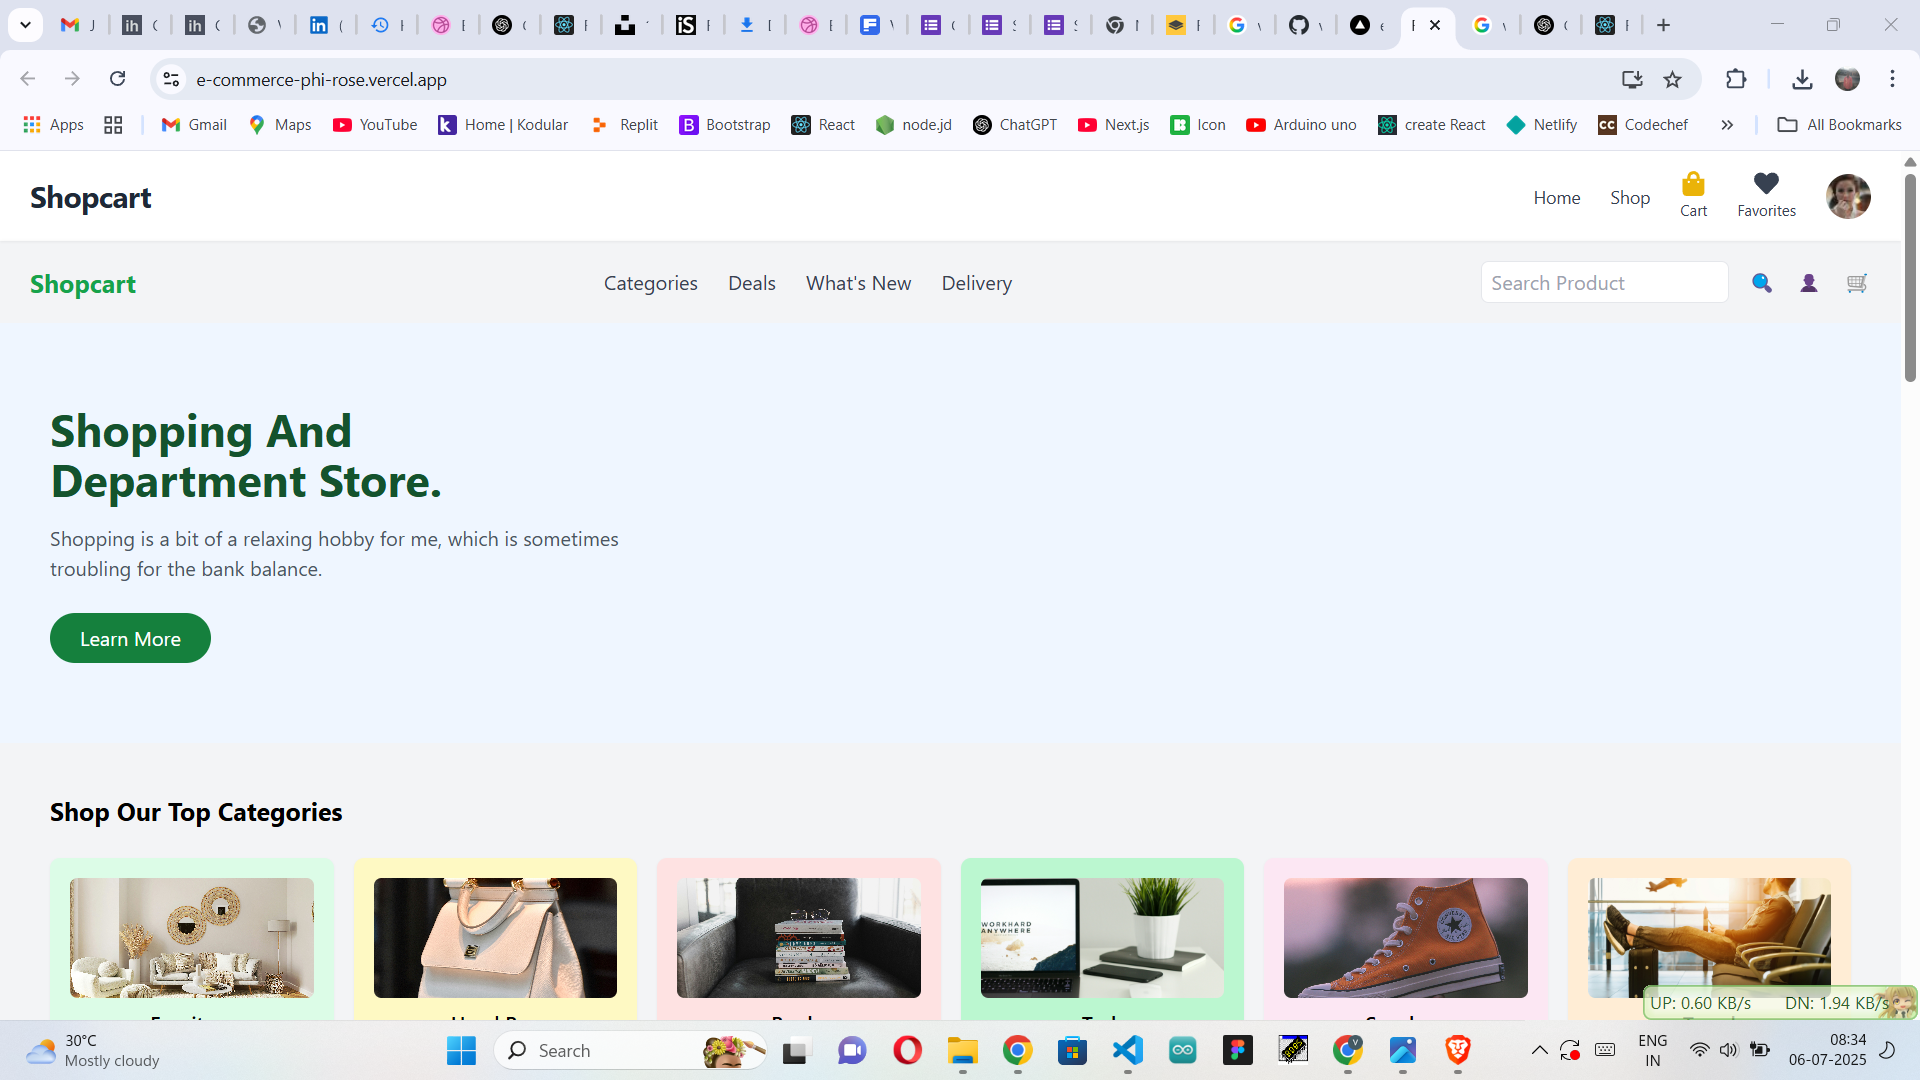 J
(
e-commerce-phi-rose.vercel.app
Apps
Gmail
Maps
YouTube
Home | Kodular
Replit
Bootstrap
React
node.jd
ChatGPT
Next.js
Icon
Arduino uno
create React
Netlify
Codechef
All Bookmarks
Shopcart
Home
Shop
Cart
Favorites
Shopcart
Categories
Deals
What's New
Delivery
Search Product
Shopping And
Department Store.
Shopping is a bit of a relaxing hobby for me, which is sometimes
troubling for the bank balance.
Learn More
Shop Our Top Categories
WORKHARD
ANYWHERE
UP: 0.60 KB/s
DN: 1.94 KB/s
30°C
Mostly cloudy
Search
ENG
IN
08:34
06-07-2025